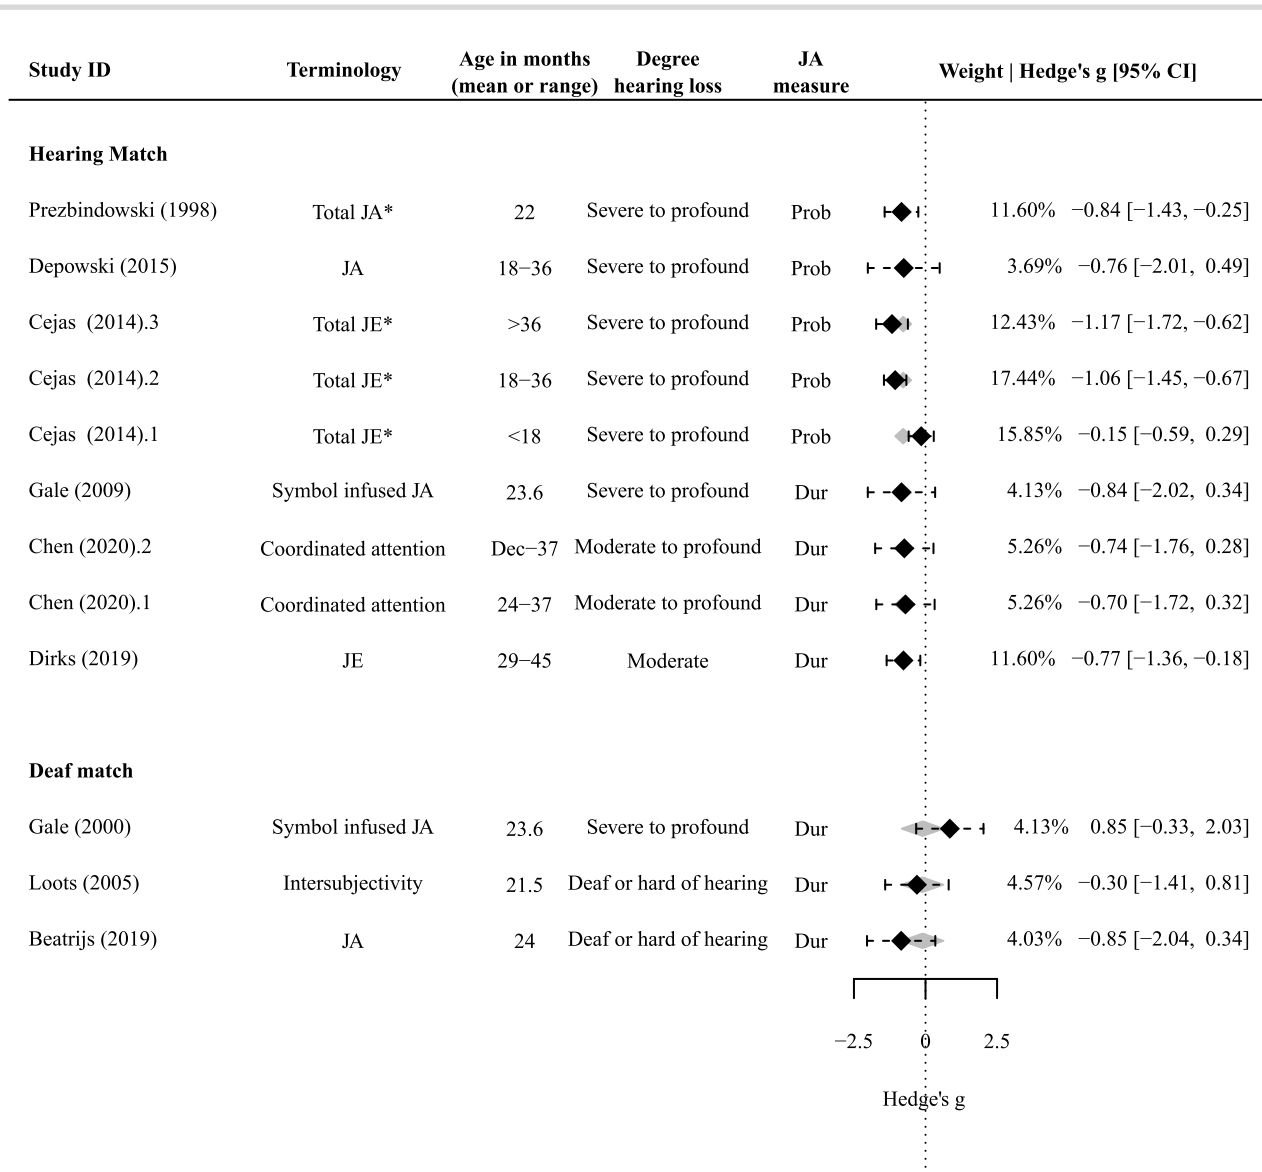 Study ID Terminology Age in months (mean or range) Degree hearing loss JA measure Weight | Hedge's g [95% CI]
Hearing Match
Prezbindowski (1998) Total JA* 22 Severe to profound Prob 11.60% −0.84 [−1.43, −0.25]
Depowski (2015) JA 18−36 Severe to profound Prob 3.69% −0.76 [−2.01, 0.49]
Cejas (2014).3 Total JE* >36 Severe to profound Prob 12.43% −1.17 [−1.72, −0.62]
Cejas (2014).2 Total JE* 18−36 Severe to profound Prob 17.44% −1.06 [−1.45, −0.67]
Cejas (2014).1 Total JE* <18 Severe to profound Prob 15.85% −0.15 [−0.59, 0.29]
Gale (2009) Symbol infused JA 23.6 Severe to profound Dur 4.13% −0.84 [−2.02, 0.34]
Chen (2020).2 Coordinated attention Dec−37 Moderate to profound Dur 5.26% −0.74 [−1.76, 0.28]
Chen (2020).1 Coordinated attention 24−37 Moderate to profound Dur 5.26% −0.70 [−1.72, 0.32]
Dirks (2019) JE 29−45 Moderate Dur 11.60% −0.77 [−1.36, −0.18]
Deaf match
Gale (2000) Symbol infused JA 23.6 Severe to profound Dur 4.13% 0.85 [−0.33, 2.03]
Loots (2005) Intersubjectivity 21.5 Deaf or hard of hearing Dur 4.57% −0.30 [−1.41, 0.81]
Beatrijs (2019) JA 24 Deaf or hard of hearing Dur 4.03% −0.85 [−2.04, 0.34]
−2.5 0 2.5
Hedge's g